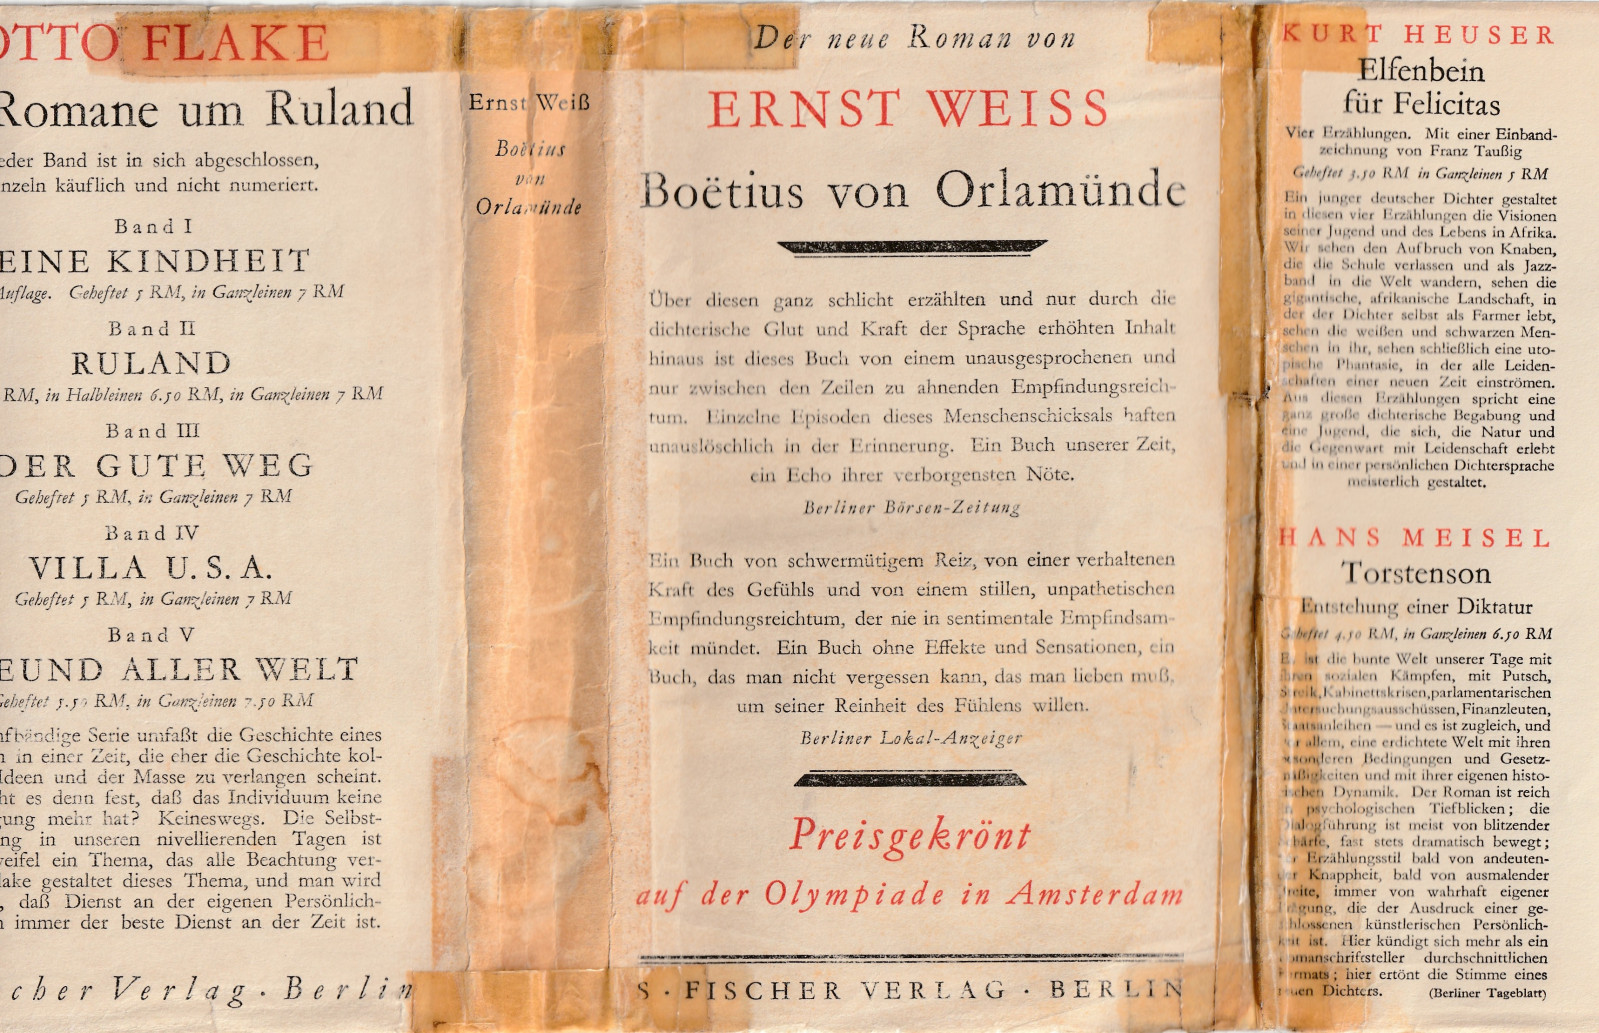 OTTO FLAKE
Romane um Ruland
eder Band ist in sich abgeschlossen,
nzeln käuflich und nicht numeriert.
Band I
EINE KINDHEIT
Auflage. Geheftet 5 RM, in Ganzleinen 7 RM
Band II
RULAND
RM, in Halbleinen 6.50 RM, in Ganzleinen 7 RM
Band III
DER GUTE WEG
Geheftet 5 RM, in Ganzleinen 7 RM
Band IV
VILLA U.S.A.
Geheftet 5 RM, in Ganzleinen 7 RM
Band V
EUND ALLER WELT
Geheftet 5.50 RM, in Ganzleinen 7.50 RM
nfbändige Serie umfaßt die Geschichte eines
n in einer Zeit, die eher die Geschichte kol-
Ideen und der Masse zu verlangen scheint.
ht es denn fest, daß das Individuum keine
gung mehr hat? Keineswegs. Die Selbst-
ng in unseren nivellierenden Tagen ist
weifel ein Thema, das alle Beachtung ver-
lake gestaltet dieses Thema, und man wird
, daß Dienst an der eigenen Persönlich-
n immer der beste Dienst an der Zeit ist.
cher Verlag · Berlin
Ernst Weiß
Boëtius
von
Orlamünde
Der neue Roman von
ERNST WEISS
Boëtius von Orlamünde
Über diesen ganz schlicht erzählten und nur durch die
dichterische Glut und Kraft der Sprache erhöhten Inhalt
hinaus ist dieses Buch von einem unausgesprochenen und
nur zwischen den Zeilen zu ahnenden Empfindungsreich-
tum. Einzelne Episoden dieses Menschenschicksals haften
unauslöschlich in der Erinnerung. Ein Buch unserer Zeit,
ein Echo ihrer verborgensten Nöte.
Berliner Börsen-Zeitung
Ein Buch von schwermütigem Reiz, von einer verhaltenen
Kraft des Gefühls und von einem stillen, unpathetischen
Empfindungsreichtum, der nie in sentimentale Empfindsam-
keit mündet. Ein Buch ohne Effekte und Sensationen, ein
Buch, das man nicht vergessen kann, das man lieben muß,
um seiner Reinheit des Fühlens willen.
Berliner Lokal-Anzeiger
Preisgekrönt
auf der Olympiade in Amsterdam
S · FISCHER VERLAG · BERLIN
KURT HEUSER
Elfenbein
für Felicitas
Vier Erzählungen. Mit einer Einband-
zeichnung von Franz Taußig
Geheftet 3.50 RM in Ganzleinen 5 RM
Ein junger deutscher Dichter gestaltet
in diesen vier Erzählungen die Visionen
seiner Jugend und des Lebens in Afrika.
Wir sehen den Aufbruch von Knaben,
die die Schule verlassen und als Jazz-
band in die Welt wandern, sehen die
gigantische, afrikanische Landschaft, in
der der Dichter selbst als Farmer lebt,
sehen die weißen und schwarzen Men-
schen in ihr, sehen schließlich eine uto-
pische Phantasie, in der alle Leiden-
schaften einer neuen Zeit einströmen.
Aus diesen Erzählungen spricht eine
ganz große dichterische Begabung und
eine Jugend, die sich, die Natur und
die Gegenwart mit Leidenschaft erlebt
und in einer persönlichen Dichtersprache
meisterlich gestaltet.
HANS MEISEL
Torstenson
Entstehung einer Diktatur
Geheftet 4.50 RM, in Ganzleinen 6.50 RM
Es ist die bunte Welt unserer Tage mit
ihren sozialen Kämpfen, mit Putsch,
Streik, Kabinettskrisen, parlamentarischen
Untersuchungsausschüssen, Finanzleuten,
Staatsanleihen — und es ist zugleich, und
vor allem, eine erdichtete Welt mit ihren
besonderen Bedingungen und Gesetz-
mäßigkeiten und mit ihrer eigenen histo-
rischen Dynamik. Der Roman ist reich
an psychologischen Tiefblicken; die
Dialogführung ist meist von blitzender
Schärfe, fast stets dramatisch bewegt;
der Erzählungsstil bald von andeuten-
der Knappheit, bald von ausmalender
Breite, immer von wahrhaft eigener
Prägung, die der Ausdruck einer ge-
schlossenen künstlerischen Persönlich-
keit ist. Hier kündigt sich mehr als ein
Romanschriftsteller durchschnittlichen
Formats; hier ertönt die Stimme eines
neuen Dichters. (Berliner Tageblatt)